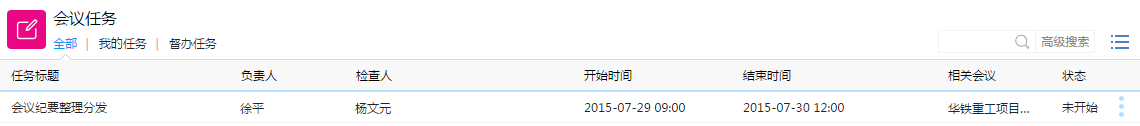 会议任务
全部 | 我的任务 | 督办任务
高级搜索
任务标题 负责人 检查人 开始时间 结束时间 相关会议 状态
会议纪要整理分发 徐平 杨文元 2015-07-29 09:00 2015-07-30 12:00 华铁重工项目... 未开始